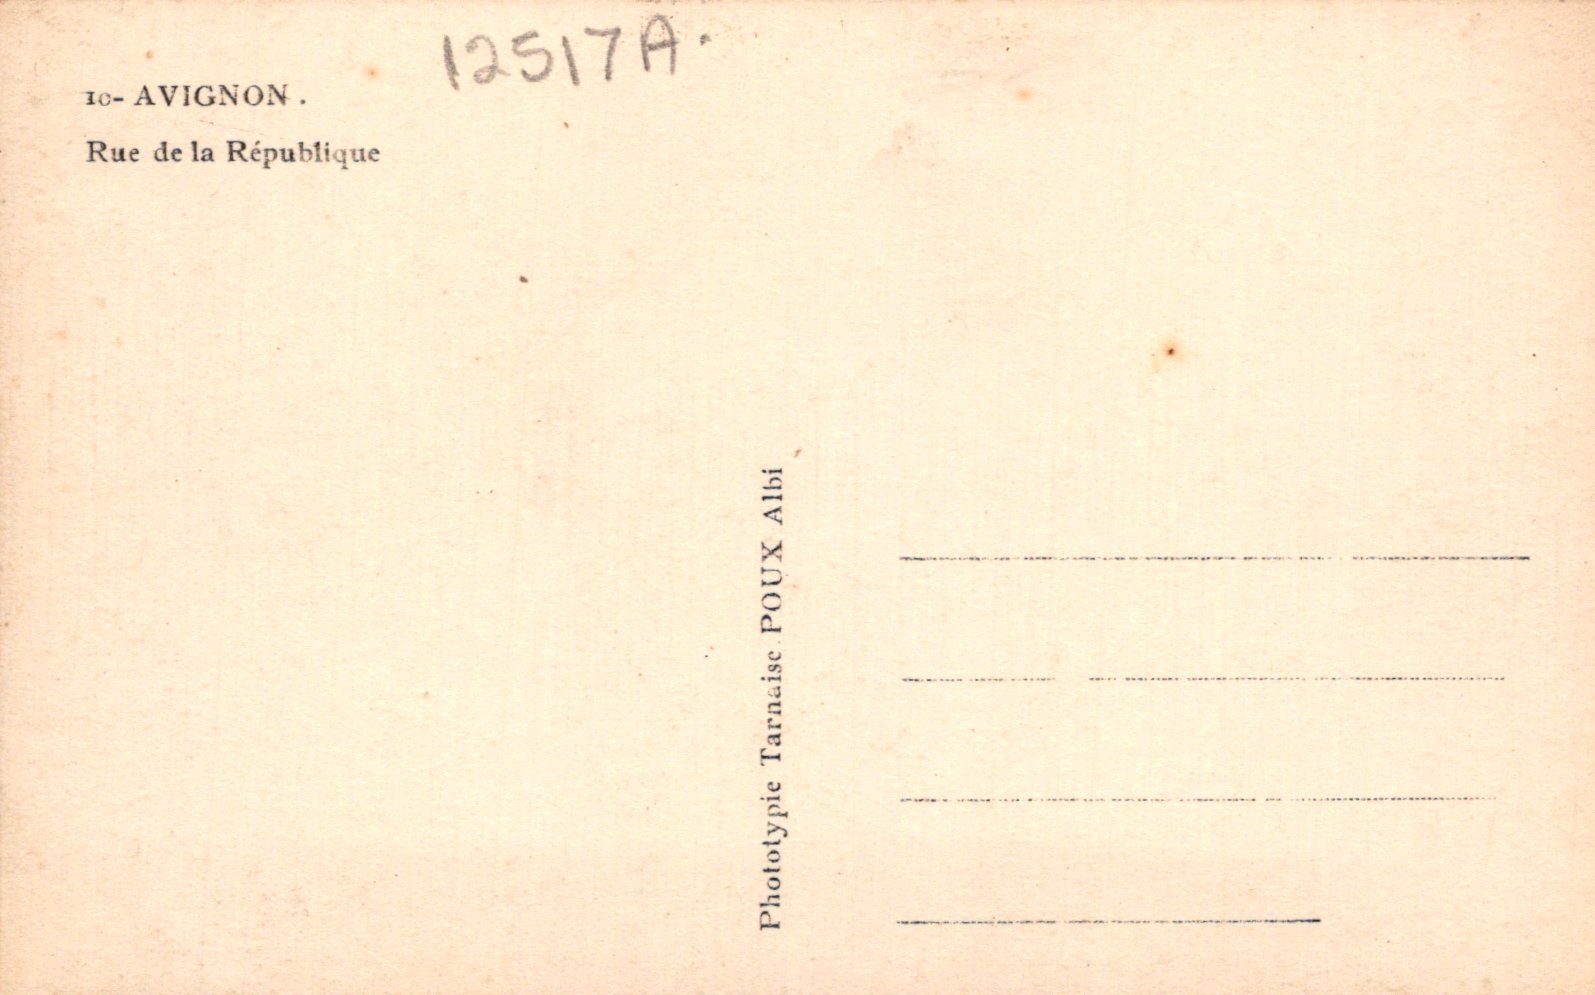 12517A.
10- AVIGNON.
Rue de la République
Phototypie Tarnaise POUX Albi